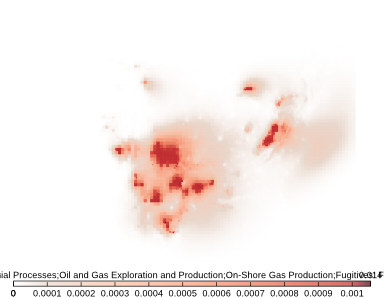 ial Processes;Oil and Gas Exploration and Production;On-Shore Gas Production;Fugitives
0 0.0001 0.0002 0.0003 0.0004 0.0005 0.0006 0.0007 0.0008 0.0009 0.001